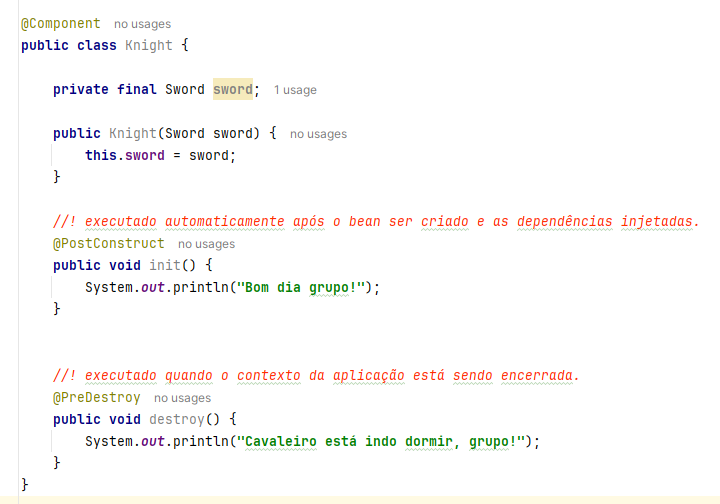 @Component no usages
public class Knight {
private final Sword sword; 1 usage
public Knight(Sword sword) { no usages
this.sword = sword;
}
//! executado automaticamente após o bean ser criado e as dependências injetadas.
@PostConstruct no usages
public void init() {
System.out.println("Bom dia grupo!");
}
//! executado quando o contexto da aplicação está sendo encerrada.
@PreDestroy no usages
public void destroy() {
System.out.println("Cavaleiro está indo dormir, grupo!");
}
}